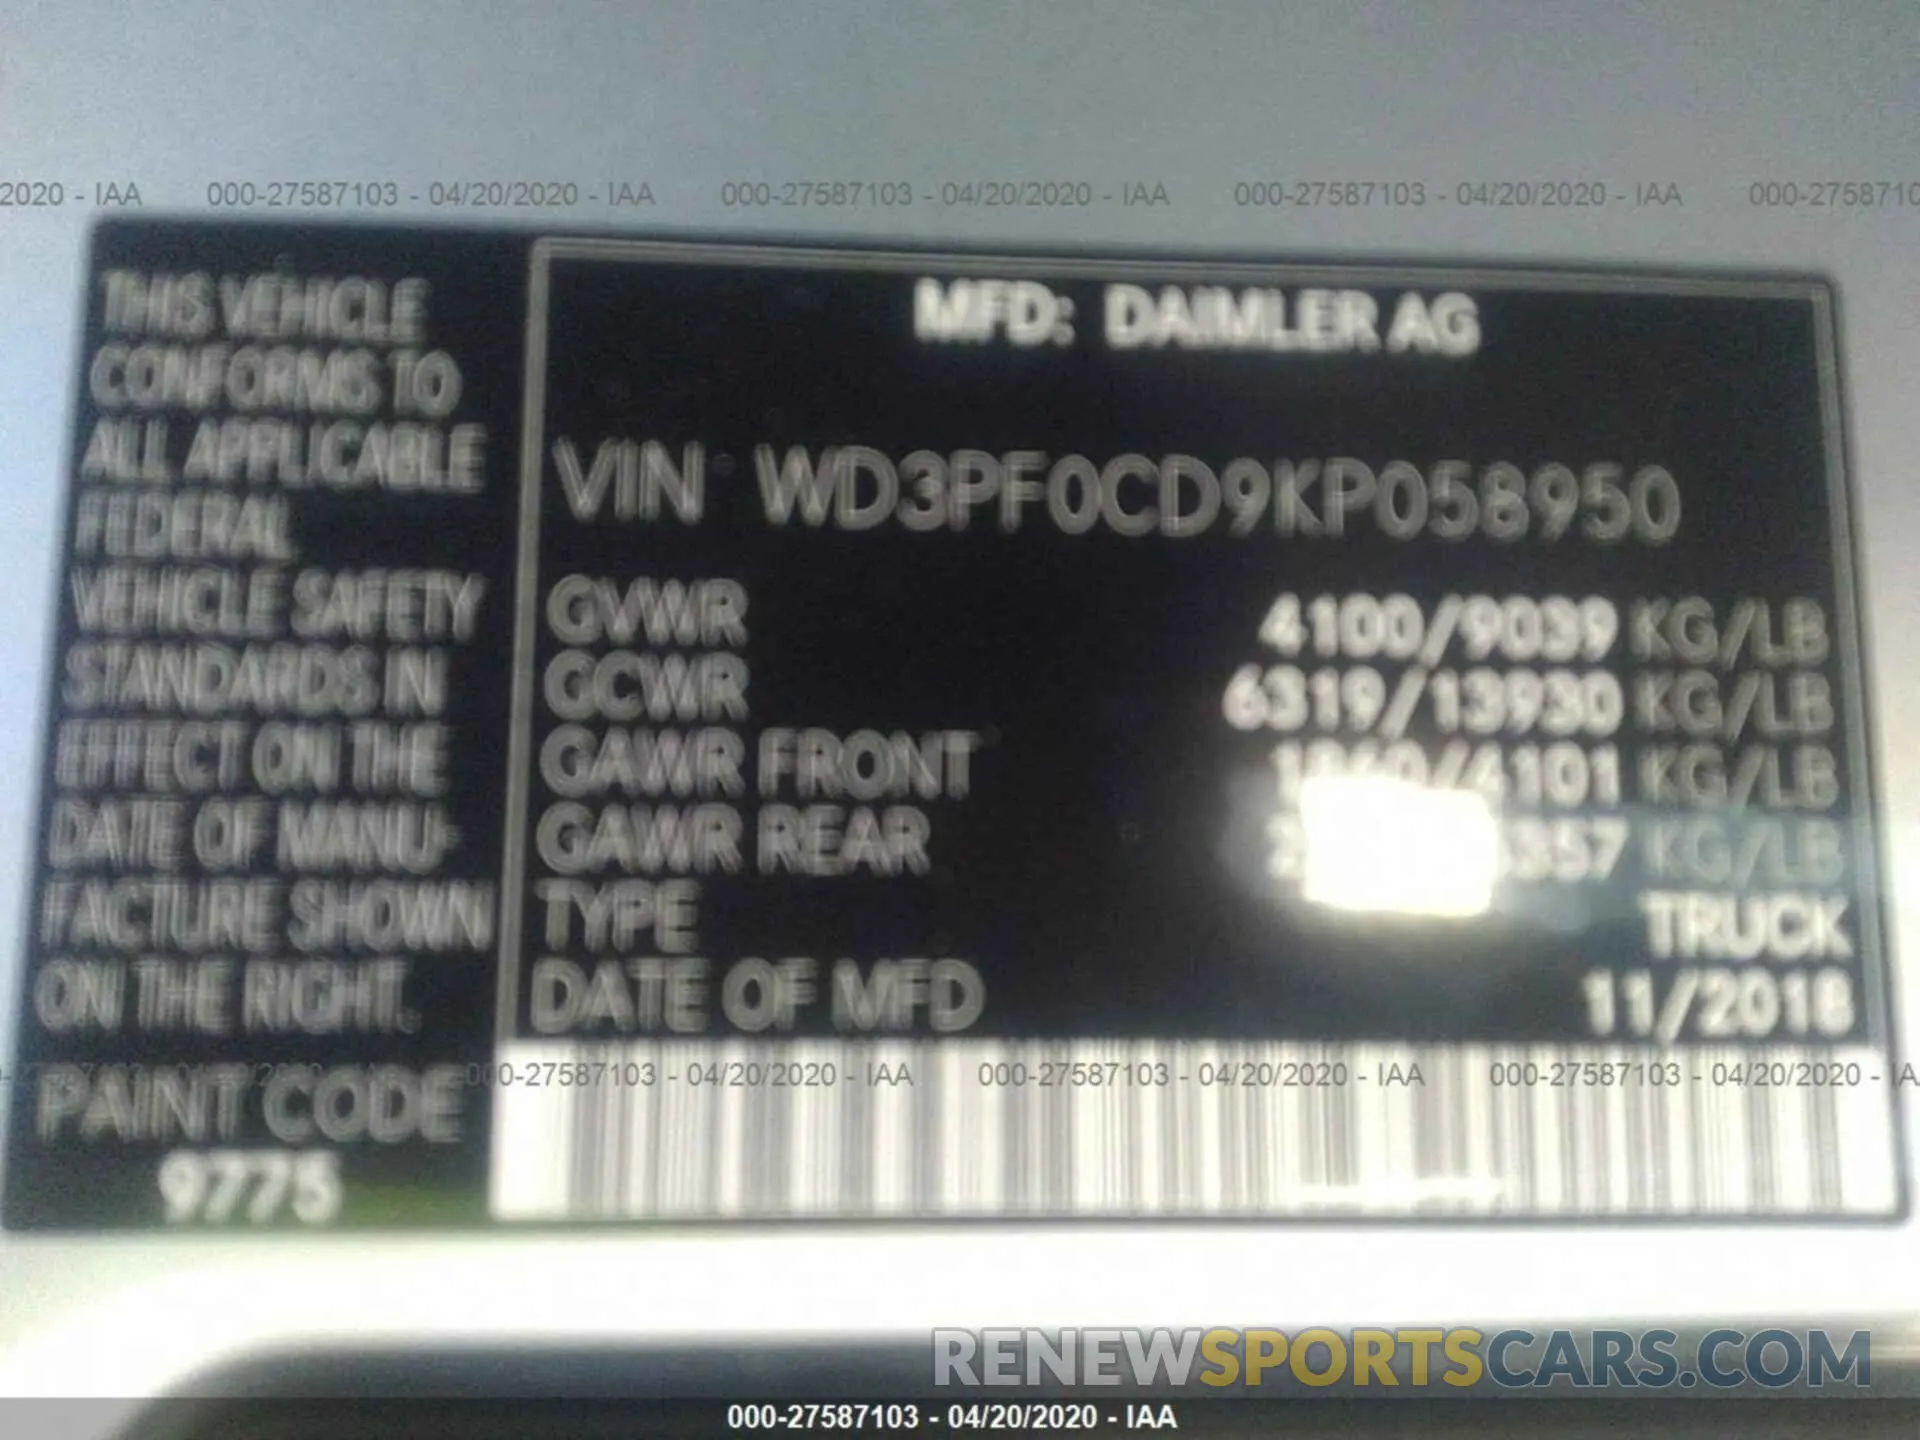 2020 - IAA 000-27587103 - 04/20/2020 - IAA 000-27587103 - 04/20/2020 - IAA 000-27587103 - 04/20/2020 - IAA 000-2758710
THIS VEHICLE
CONFORMS TO
ALL APPLICABLE
FEDERAL
VEHICLE SAFETY
STANDARDS IN
EFFECT ON THE
DATE OF MANU-
FACTURE SHOWN
ON THE RIGHT.
PAINT CODE
9775
MFD: DAIMLER AG
VIN WD3PF0CD9KP058950
GVWR 4100/9039 KG/LB
GCWR 6319/13930 KG/LB
GAWR FRONT KG/LB
GAWR REAR KG/LB
TYPE TRUCK
DATE OF MFD 11/2018
000-27587103 - 04/20/2020 - IAA 000-27587103 - 04/20/2020 - IAA 000-27587103 - 04/20/2020 - IA
RENEWSPORTSCARS.COM
000-27587103 - 04/20/2020 - IAA